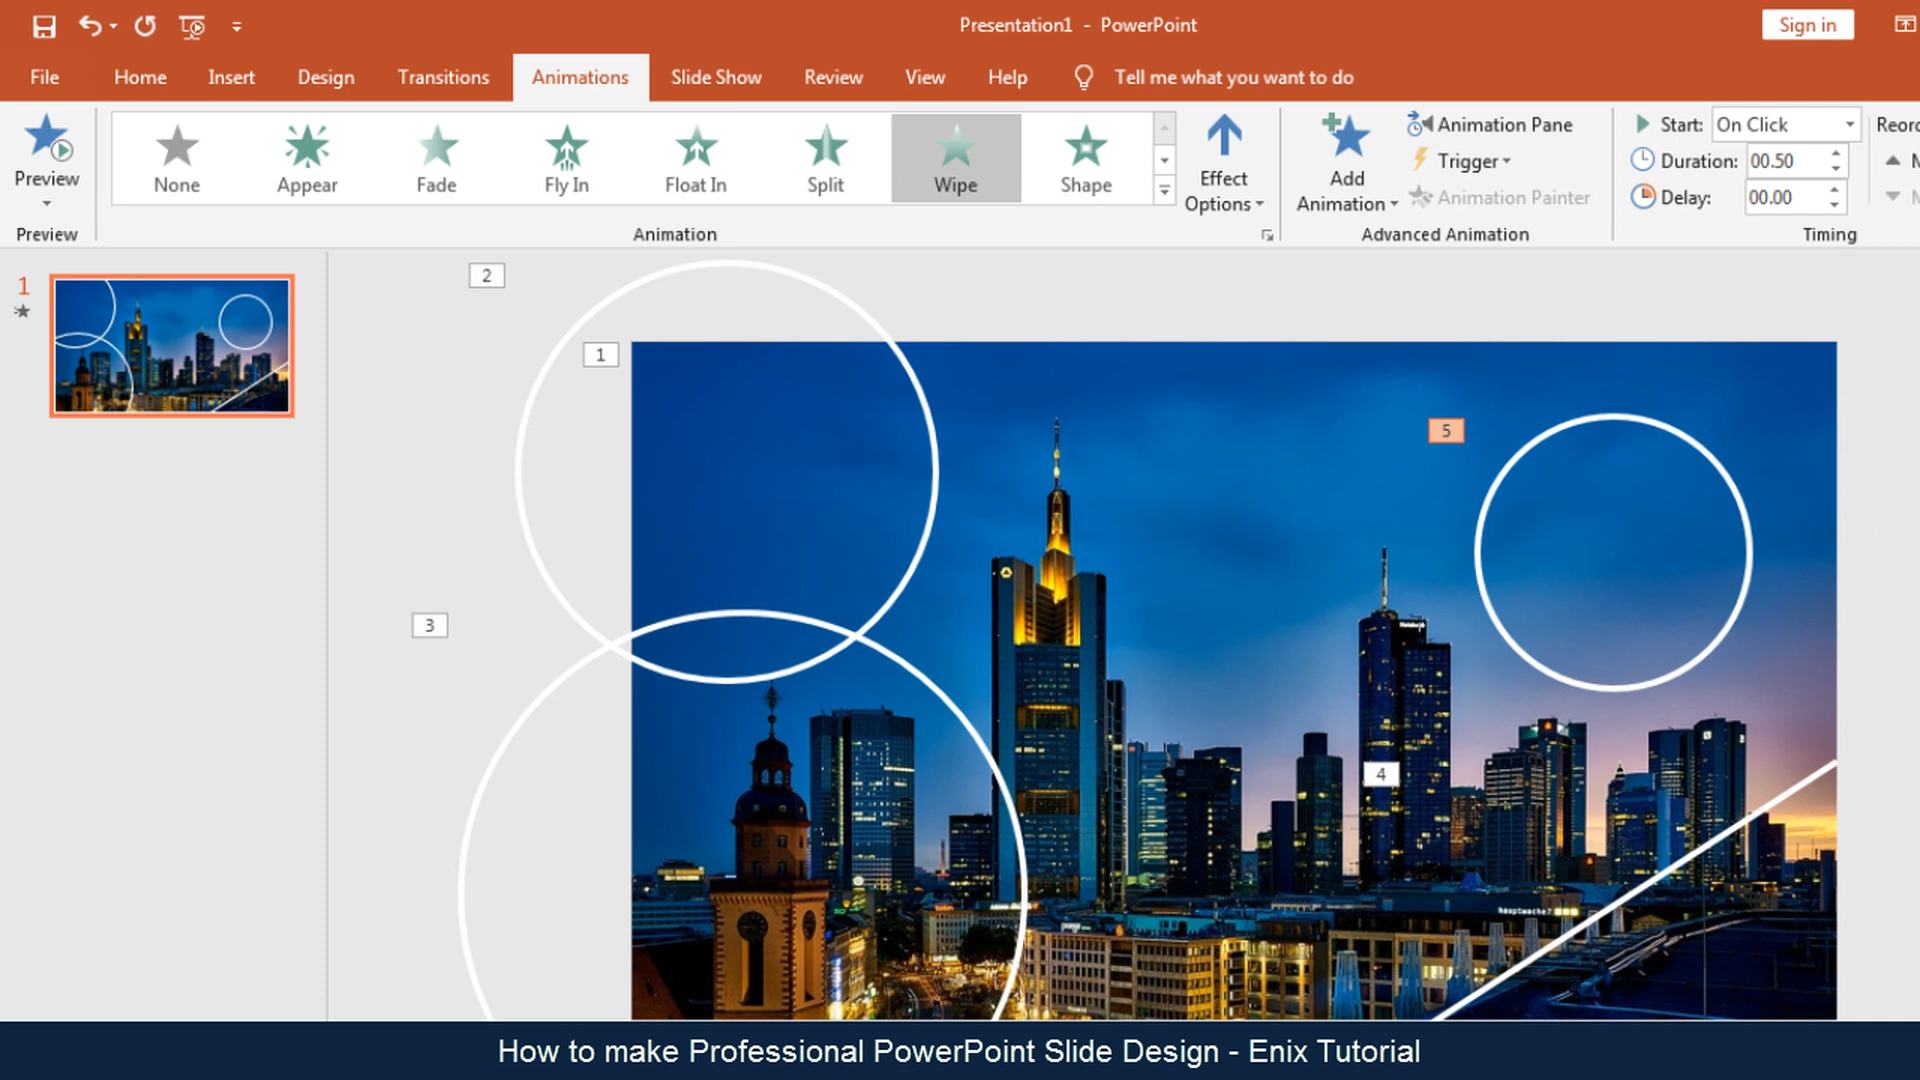 Presentation1 - PowerPoint
Sign in
File Home Insert Design Transitions Animations Slide Show Review View Help Tell me what you want to do
Preview
Preview
None Appear Fade Fly In Float In Split Wipe Shape
Animation
Effect Options
Add Animation
Animation Pane
Trigger
Animation Painter
Advanced Animation
Start: On Click
Duration: 00.50
Delay: 00.00
Timing
1
2
1
5
3
4
How to make Professional PowerPoint Slide Design - Enix Tutorial